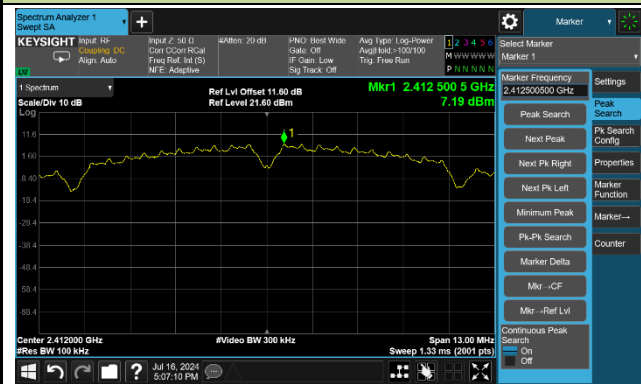 Spectrum Analyzer 1
Swept SA
+
Marker
KEYSIGHT
Input: RF
Coupling: DC
Align: Auto
Input Z: 50 Ω
Corr CCorr RCal
Freq Ref: Int (S)
NFE: Adaptive
#Atten: 20 dB
PNO: Best Wide
Gate: Off
IF Gain: Low
Sig Track: Off
Avg Type: Log-Power
Avg|Hold:>100/100
Trig: Free Run
1 2 3 4 5 6
M W W W W W
P N N N N N
LXI
Select Marker
Marker 1
1 Spectrum
Scale/Div 10 dB
Log
Ref Lvl Offset 11.60 dB
Ref Level 21.60 dBm
Mkr1 2.412 500 5 GHz
7.19 dBm
11.6
1.60
-8.40
-18.4
-28.4
-38.4
-48.4
-58.4
-68.4
1
Center 2.412000 GHz
#Res BW 100 kHz
#Video BW 300 kHz
Span 13.00 MHz
Sweep 1.33 ms (2001 pts)
Marker Frequency
2.412500500 GHz
Peak Search
Next Peak
Next Pk Right
Next Pk Left
Minimum Peak
Pk-Pk Search
Marker Delta
Mkr→CF
Mkr→Ref Lvl
Continuous Peak
Search
On
Off
Settings
Peak
Search
Pk Search
Config
Properties
Marker
Function
Marker→
Counter
?
Jul 16, 2024
5:07:10 PM